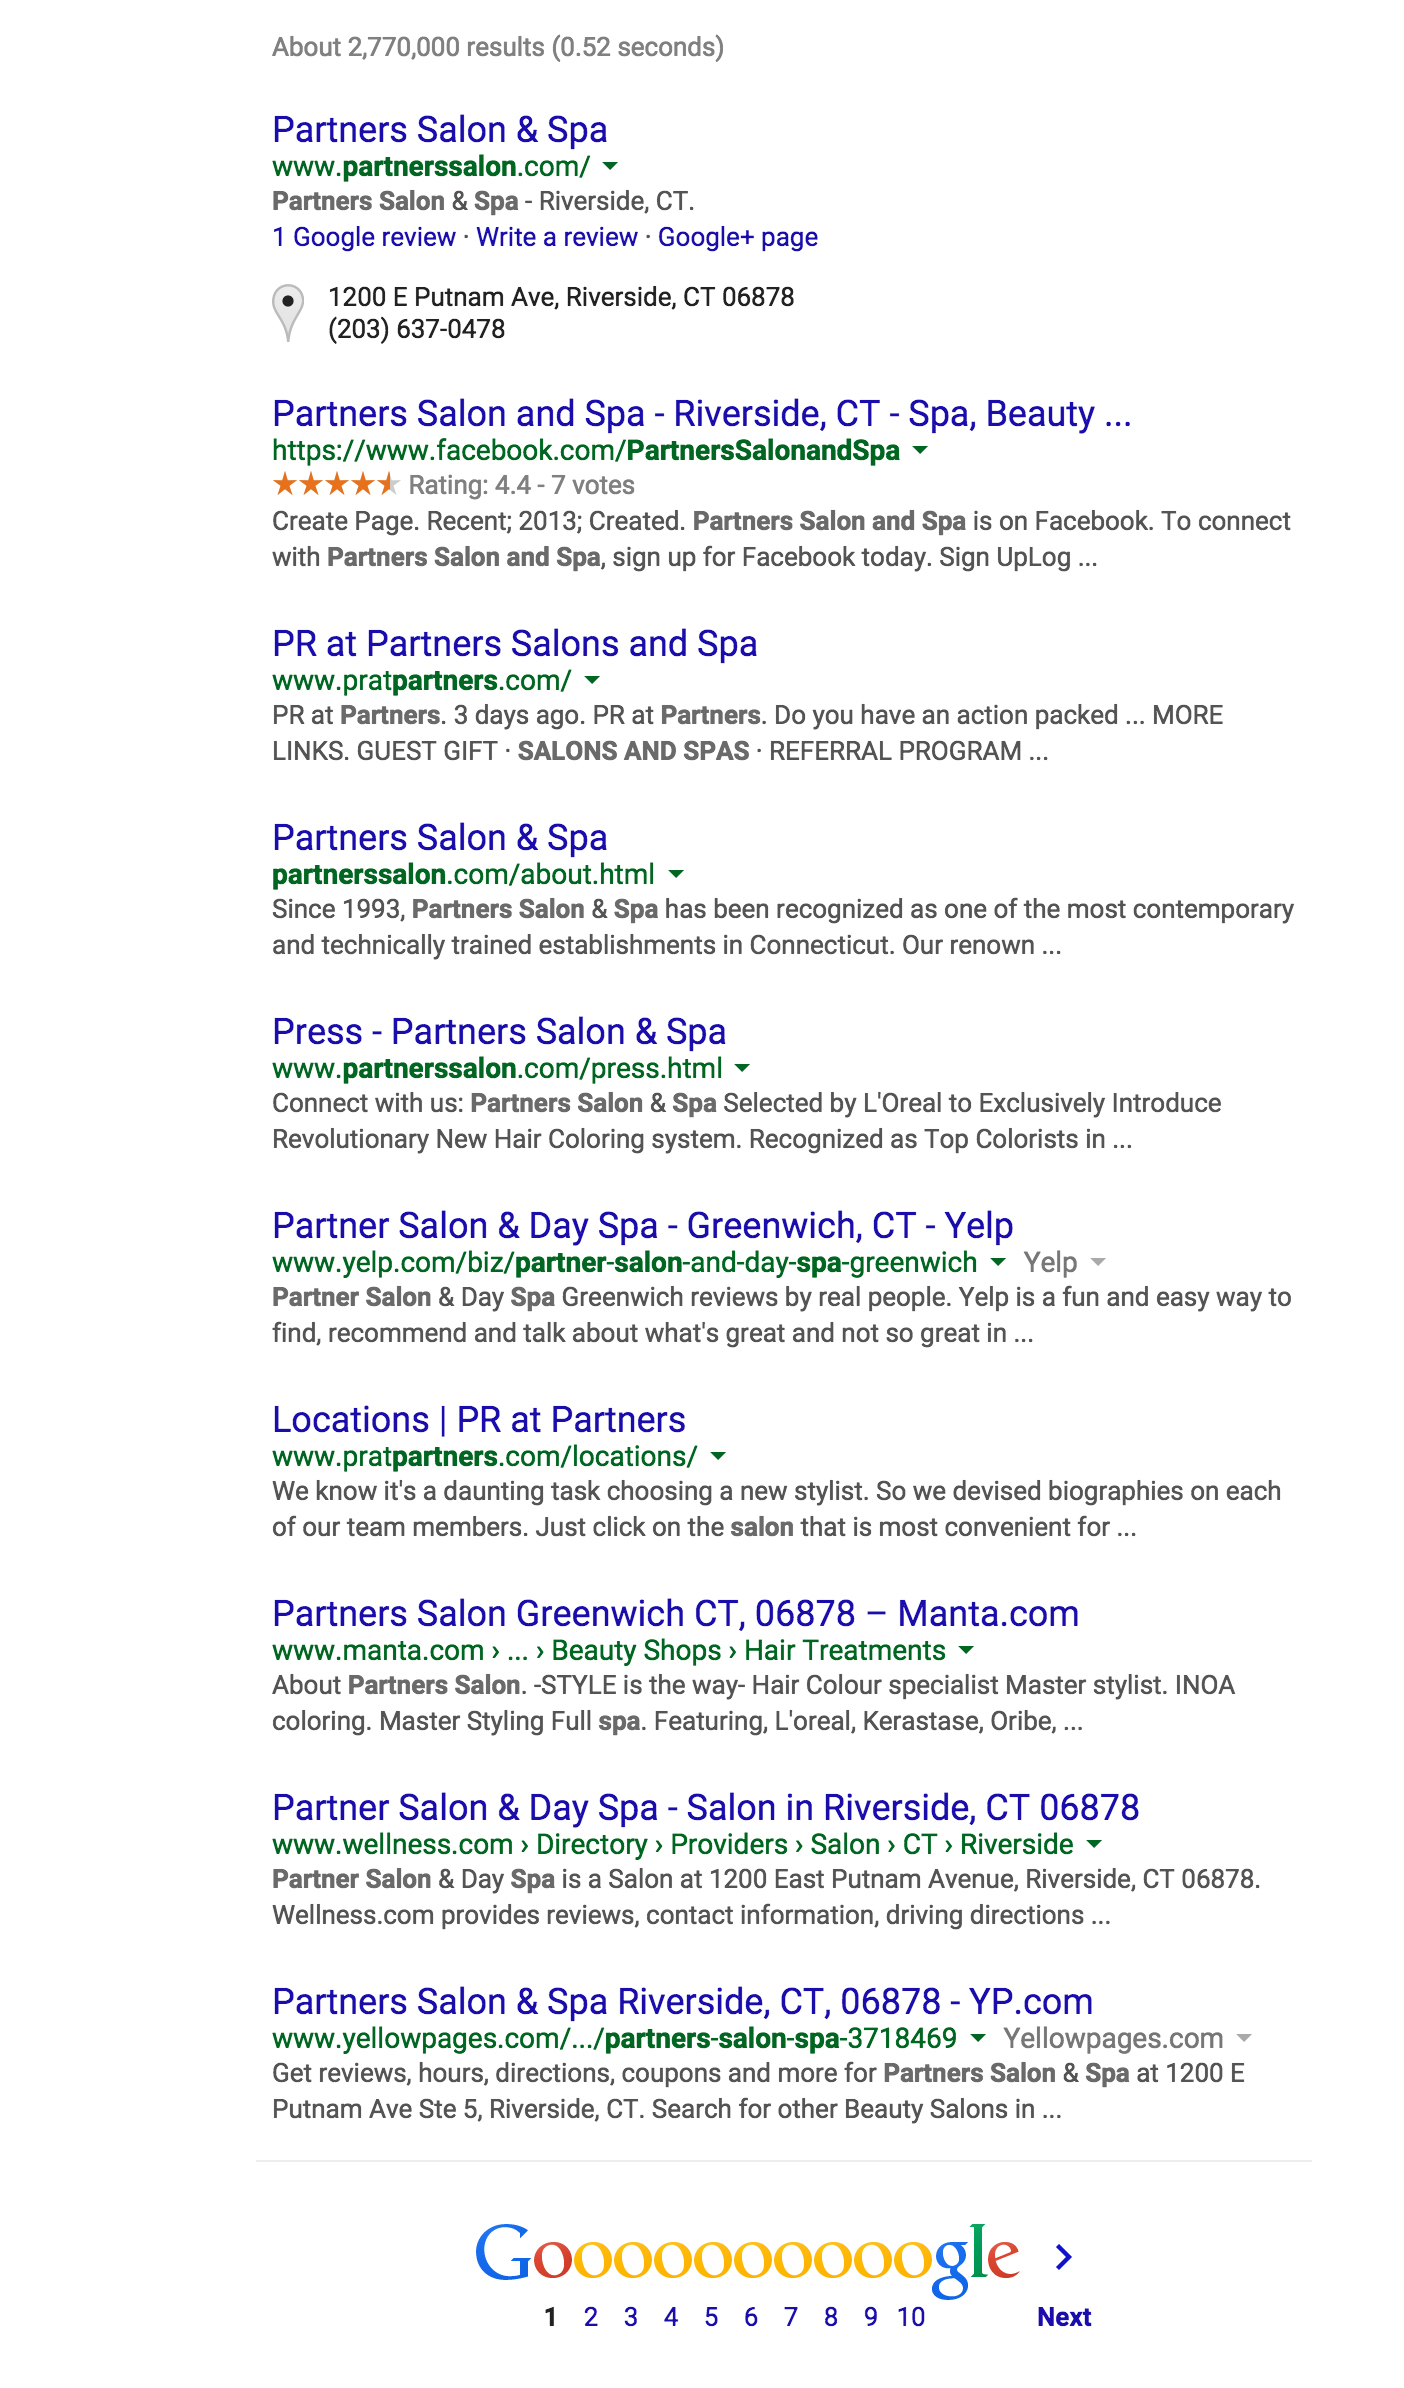 About 2,770,000 results (0.52 seconds)
Partners Salon & Spa
www.partnerssalon.com/
Partners Salon & Spa - Riverside, CT.
1 Google review · Write a review · Google+ page
1200 E Putnam Ave, Riverside, CT 06878
(203) 637-0478
Partners Salon and Spa - Riverside, CT - Spa, Beauty ...
https://www.facebook.com/PartnersSalonandSpa
Rating: 4.4 - 7 votes
Create Page. Recent; 2013; Created. Partners Salon and Spa is on Facebook. To connect
with Partners Salon and Spa, sign up for Facebook today. Sign UpLog ...
PR at Partners Salons and Spa
www.pratpartners.com/
PR at Partners. 3 days ago. PR at Partners. Do you have an action packed ... MORE
LINKS. GUEST GIFT · SALONS AND SPAS · REFERRAL PROGRAM ...
Partners Salon & Spa
partnerssalon.com/about.html
Since 1993, Partners Salon & Spa has been recognized as one of the most contemporary
and technically trained establishments in Connecticut. Our renown ...
Press - Partners Salon & Spa
www.partnerssalon.com/press.html
Connect with us: Partners Salon & Spa Selected by L'Oreal to Exclusively Introduce
Revolutionary New Hair Coloring system. Recognized as Top Colorists in ...
Partner Salon & Day Spa - Greenwich, CT - Yelp
www.yelp.com/biz/partner-salon-and-day-spa-greenwich Yelp
Partner Salon & Day Spa Greenwich reviews by real people. Yelp is a fun and easy way to
find, recommend and talk about what's great and not so great in ...
Locations | PR at Partners
www.pratpartners.com/locations/
We know it's a daunting task choosing a new stylist. So we devised biographies on each
of our team members. Just click on the salon that is most convenient for ...
Partners Salon Greenwich CT, 06878 – Manta.com
www.manta.com › ... › Beauty Shops › Hair Treatments
About Partners Salon. -STYLE is the way- Hair Colour specialist Master stylist. INOA
coloring. Master Styling Full spa. Featuring, L'oreal, Kerastase, Oribe, ...
Partner Salon & Day Spa - Salon in Riverside, CT 06878
www.wellness.com › Directory › Providers › Salon › CT › Riverside
Partner Salon & Day Spa is a Salon at 1200 East Putnam Avenue, Riverside, CT 06878.
Wellness.com provides reviews, contact information, driving directions ...
Partners Salon & Spa Riverside, CT, 06878 - YP.com
www.yellowpages.com/.../partners-salon-spa-3718469 Yellowpages.com
Get reviews, hours, directions, coupons and more for Partners Salon & Spa at 1200 E
Putnam Ave Ste 5, Riverside, CT. Search for other Beauty Salons in ...
Goooooooooogle
1 2 3 4 5 6 7 8 9 10 Next